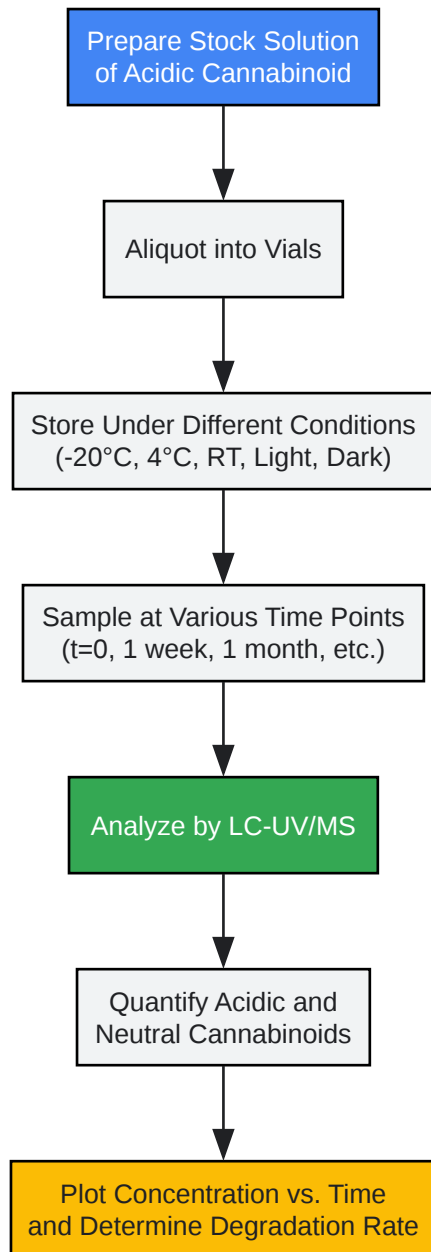 Prepare Stock Solution
of Acidic Cannabinoid
Aliquot into Vials
Store Under Different Conditions
(-20°C, 4°C, RT, Light, Dark)
Sample at Various Time Points
(t=0, 1 week, 1 month, etc.)
Analyze by LC-UV/MS
Quantify Acidic and
Neutral Cannabinoids
Plot Concentration vs. Time
and Determine Degradation Rate